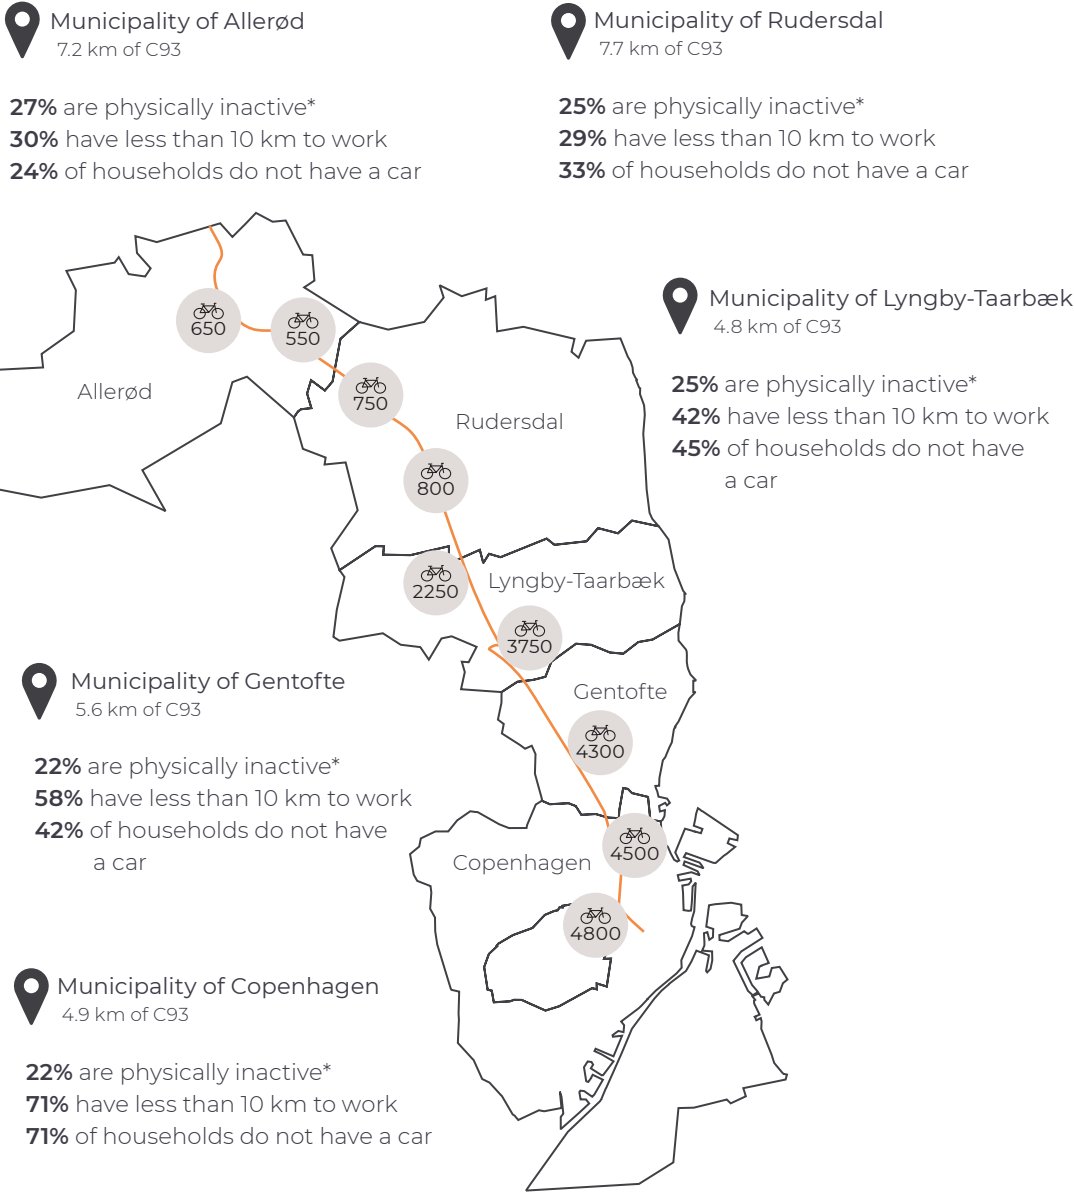 Municipality of Allerød
7.2 km of C93
27% are physically inactive*
30% have less than 10 km to work
24% of households do not have a car
Municipality of Rudersdal
7.7 km of C93
25% are physically inactive*
29% have less than 10 km to work
33% of households do not have a car
Municipality of Lyngby-Taarbæk
4.8 km of C93
25% are physically inactive*
42% have less than 10 km to work
45% of households do not have
a car
650
550
Allerød
750
Rudersdal
800
2250
Lyngby-Taarbæk
3750
Gentofte
4300
Copenhagen
4500
4800
Municipality of Gentofte
5.6 km of C93
22% are physically inactive*
58% have less than 10 km to work
42% of households do not have
a car
Municipality of Copenhagen
4.9 km of C93
22% are physically inactive*
71% have less than 10 km to work
71% of households do not have a car